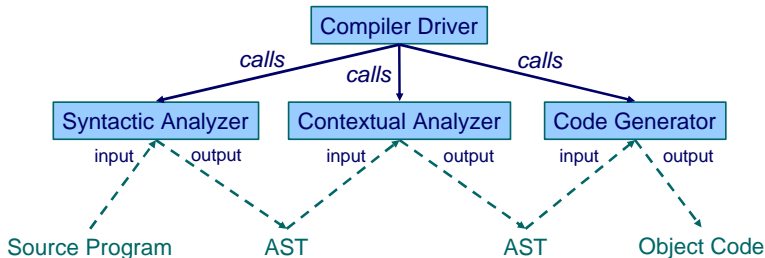 Compiler Driver
calls
calls
calls
Syntactic Analyzer
Contextual Analyzer
Code Generator
input
output
input
output
input
output
Source Program
AST
AST
Object Code